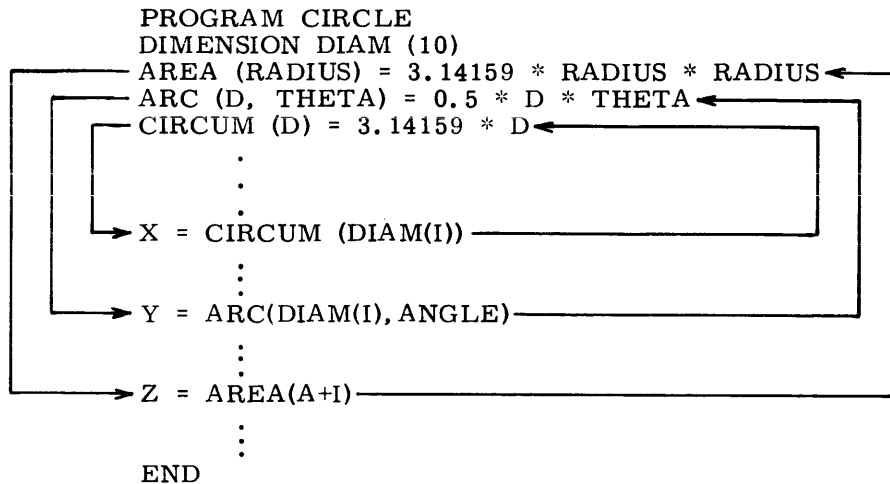 PROGRAM CIRCLE
DIMENSION DIAM (10)
AREA (RADIUS) = 3.14159 * RADIUS * RADIUS
ARC (D, THETA) = 0.5 * D * THETA
CIRCUM (D) = 3.14159 * D
X = CIRCUM (DIAM(I))
Y = ARC(DIAM(I), ANGLE)
Z = AREA(A+I)
END